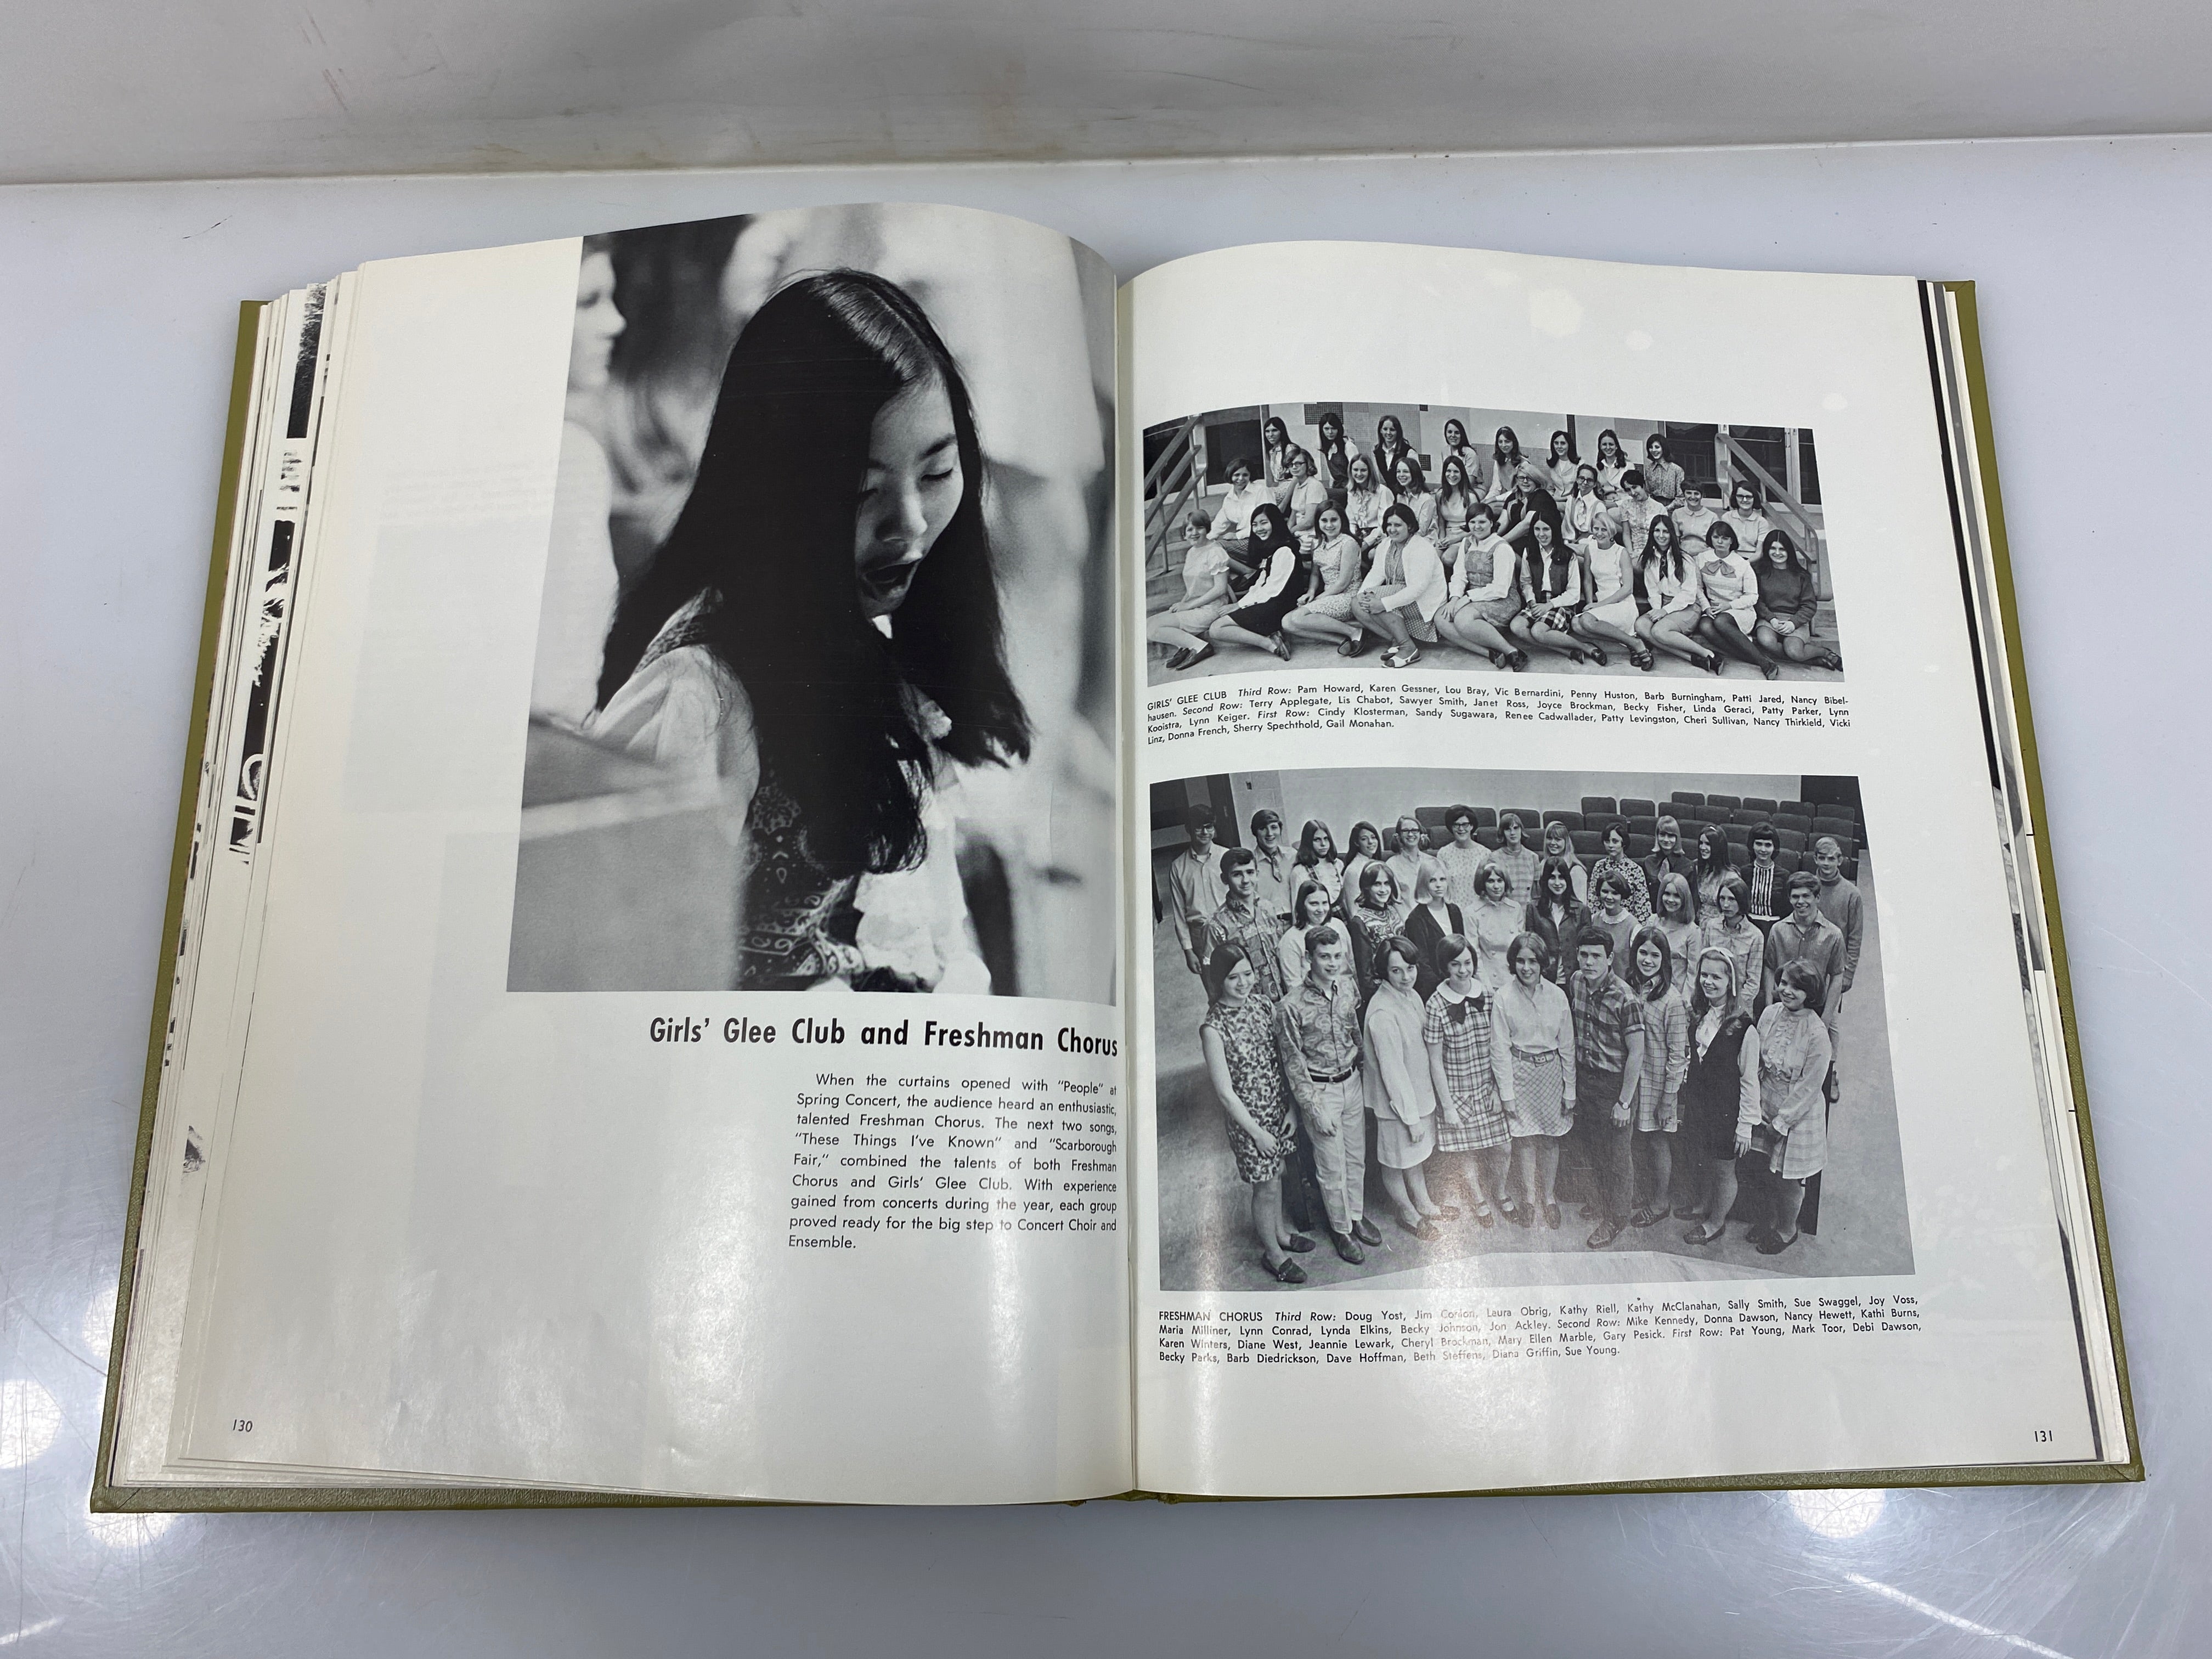 Girls' Glee Club and Freshman Chorus
When the curtains opened with "People" at
Spring Concert, the audience heard an enthusiastic,
talented Freshman Chorus. The next two songs,
"These Things I've Known" and "Scarborough
Fair," combined the talents of both Freshman
Chorus and Girls' Glee Club. With experience
gained from concerts during the year, each group
proved ready for the big step to Concert Choir and
Ensemble.
130
GIRLS' GLEE CLUB Third Row: Pam Howard, Karen Gessner, Lou Bray, Vic Bernardini, Penny Huston, Barb Burningham, Patti Jared, Nancy Bibel-
hausen. Second Row: Terry Applegate, Lis Chabot, Sawyer Smith, Janet Ross, Joyce Brockman, Becky Fisher, Linda Geraci, Patty Parker, Lynn
Kooistra, Lynn Keiger. First Row: Cindy Klosterman, Sandy Sugawara, Renee Cadwallader, Patty Levingston, Cheri Sullivan, Nancy Thirkield, Vicki
Linz, Donna French, Sherry Spechthold, Gail Monahan.
FRESHMAN CHORUS Third Row: Doug Yost, Jim Conlon, Laura Obrig, Kathy Riell, Kathy McClanahan, Sally Smith, Sue Swaggel, Joy Voss,
Maria Milliner, Lynn Conrad, Lynda Elkins, Becky Johnson, Jon Ackley. Second Row: Mike Kennedy, Donna Dawson, Nancy Hewett, Kathi Burns,
Karen Winters, Diane West, Jeannie Lewark, Cheryl Brockman, Mary Ellen Marble, Gary Pesick. First Row: Pat Young, Mark Toor, Debi Dawson,
Becky Parks, Barb Diedrickson, Dave Hoffman, Beth Steffens, Diana Griffin, Sue Young.
131